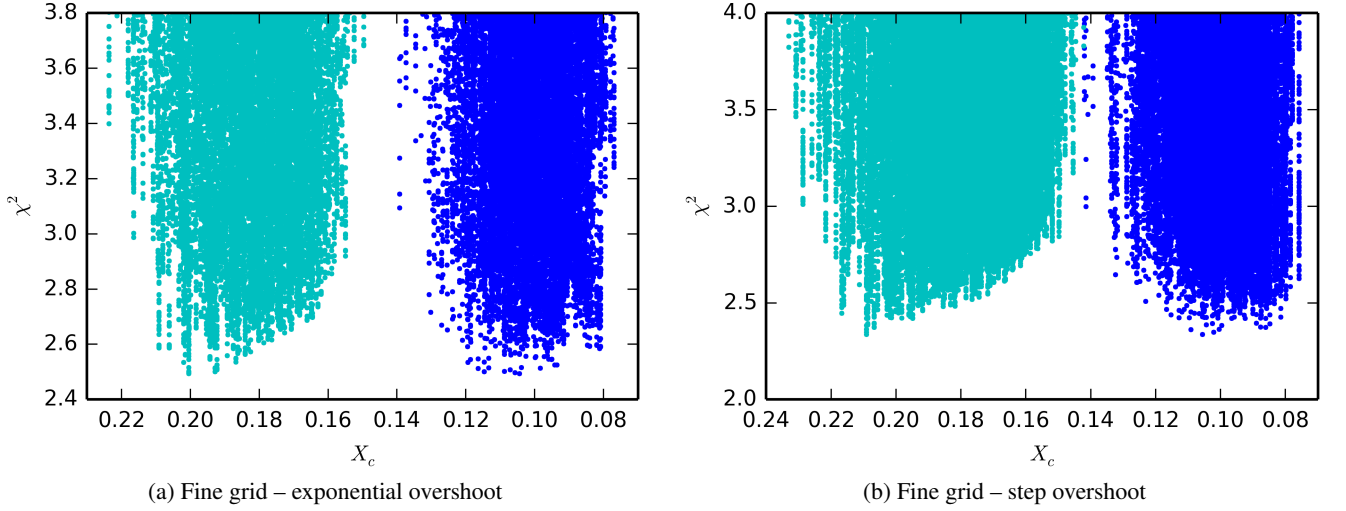 3.8
3.6
3.4
3.2
3.0
2.8
2.6
2.4
χ²
0.22 0.20 0.18 0.16 0.14 0.12 0.10 0.08
X_c
(a) Fine grid – exponential overshoot
4.0
3.5
3.0
2.5
2.0
χ²
0.24 0.22 0.20 0.18 0.16 0.14 0.12 0.10 0.08
X_c
(b) Fine grid – step overshoot